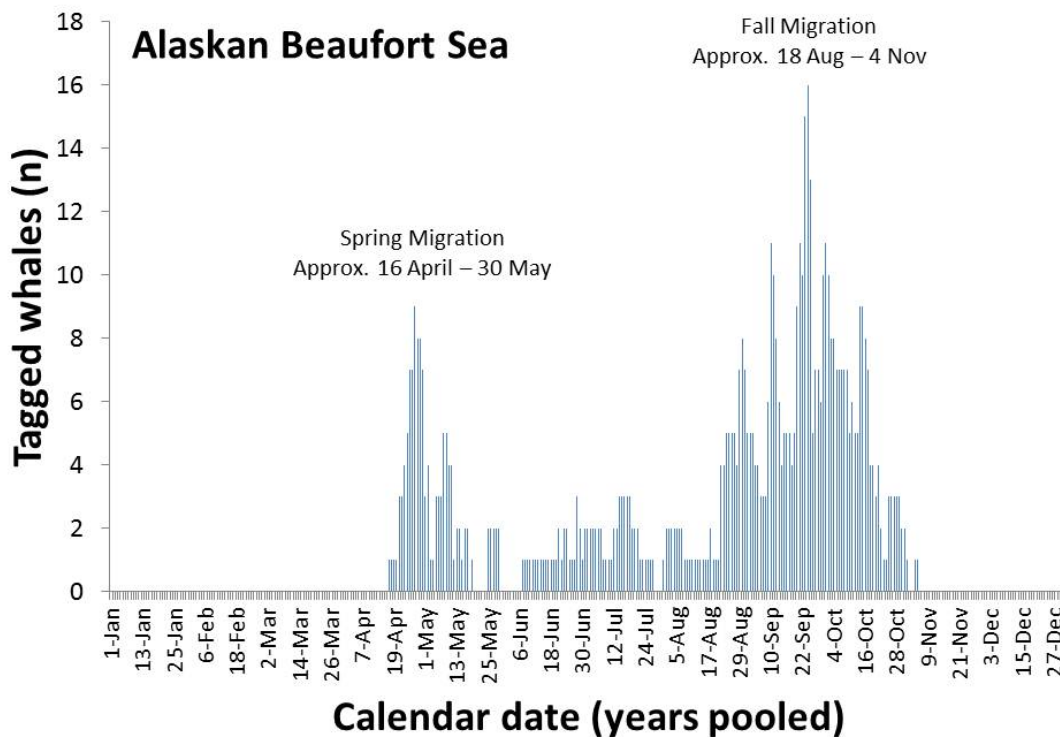 Alaskan Beaufort Sea
Fall Migration
Approx. 18 Aug – 4 Nov
Spring Migration
Approx. 16 April – 30 May
Tagged whales (n)
18
16
14
12
10
8
6
4
2
0
1-Jan
13-Jan
25-Jan
6-Feb
18-Feb
2-Mar
14-Mar
26-Mar
7-Apr
19-Apr
1-May
13-May
25-May
6-Jun
18-Jun
30-Jun
12-Jul
24-Jul
5-Aug
17-Aug
29-Aug
10-Sep
22-Sep
4-Oct
16-Oct
28-Oct
9-Nov
21-Nov
3-Dec
15-Dec
27-Dec
Calendar date (years pooled)